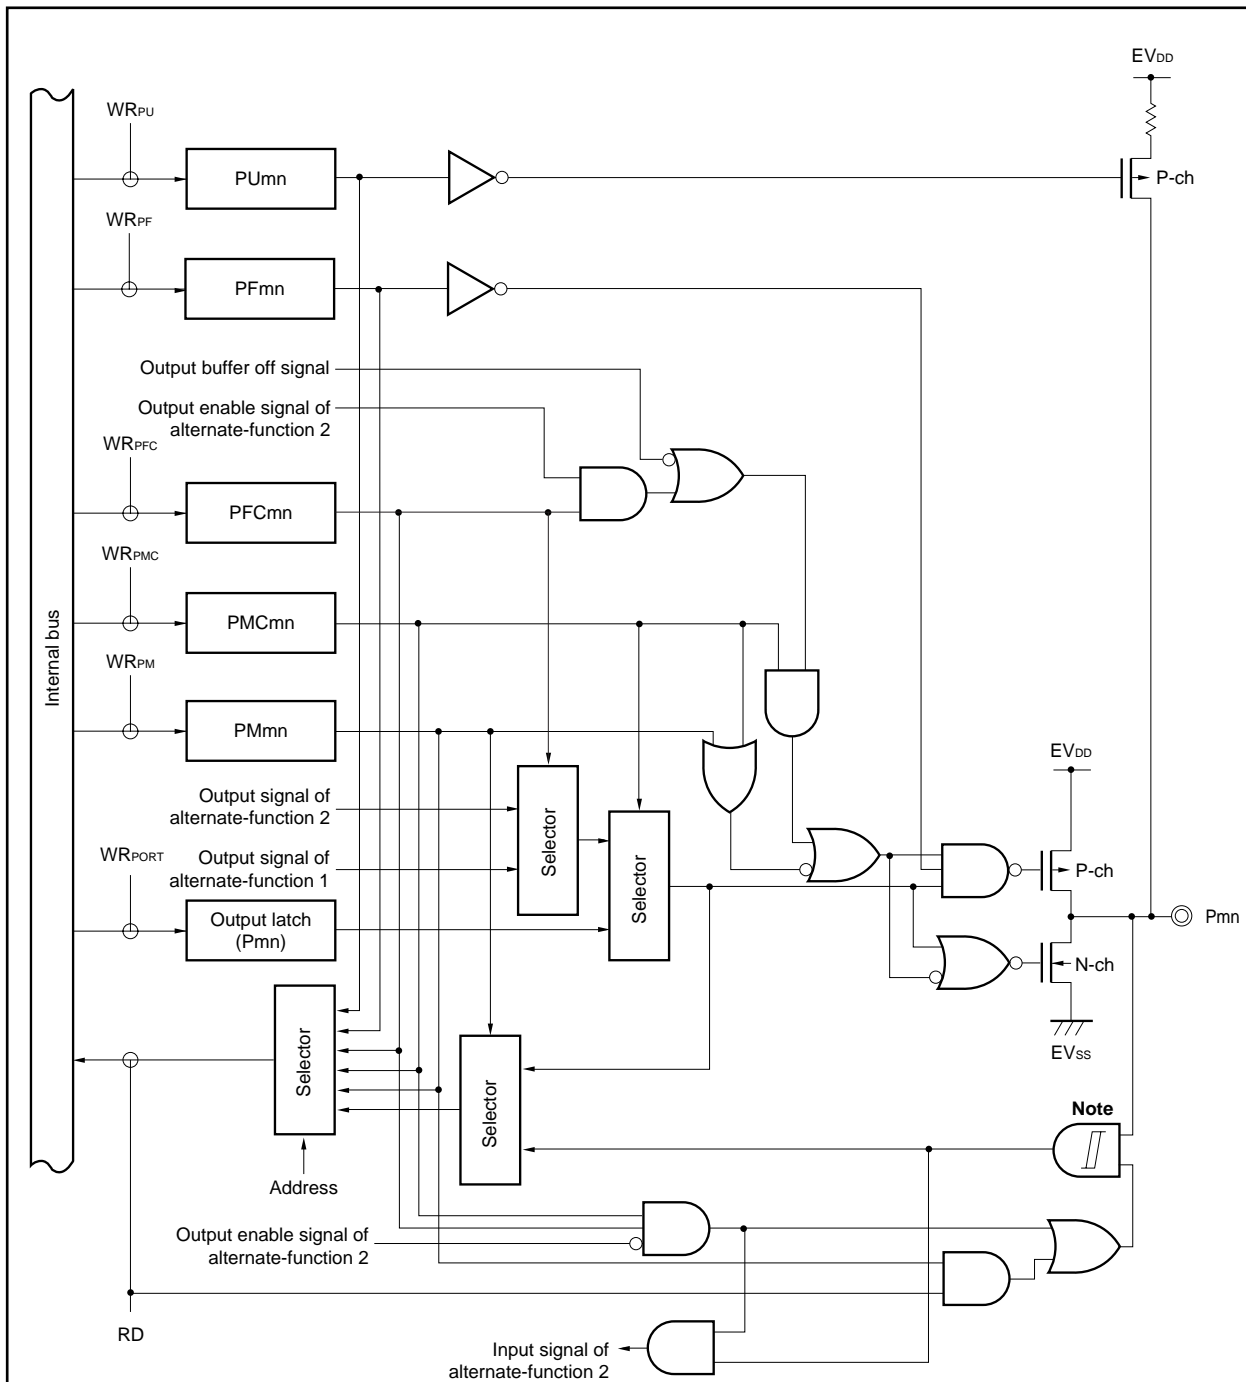 EVDD
WRPU
PUmn
P-ch
WRPF
PFmn
Output buffer off signal
Output enable signal of
alternate-function 2
WRPFC
PFCmn
WRPMC
PMCmn
Internal bus
WRPM
PMmn
EVDD
Output signal of
alternate-function 2
Selector
Selector
WRPORT
Output signal of
alternate-function 1
P-ch
Output latch
(Pmn)
Pmn
N-ch
Selector
Selector
EVSS
Note
Address
Output enable signal of
alternate-function 2
RD
Input signal of
alternate-function 2